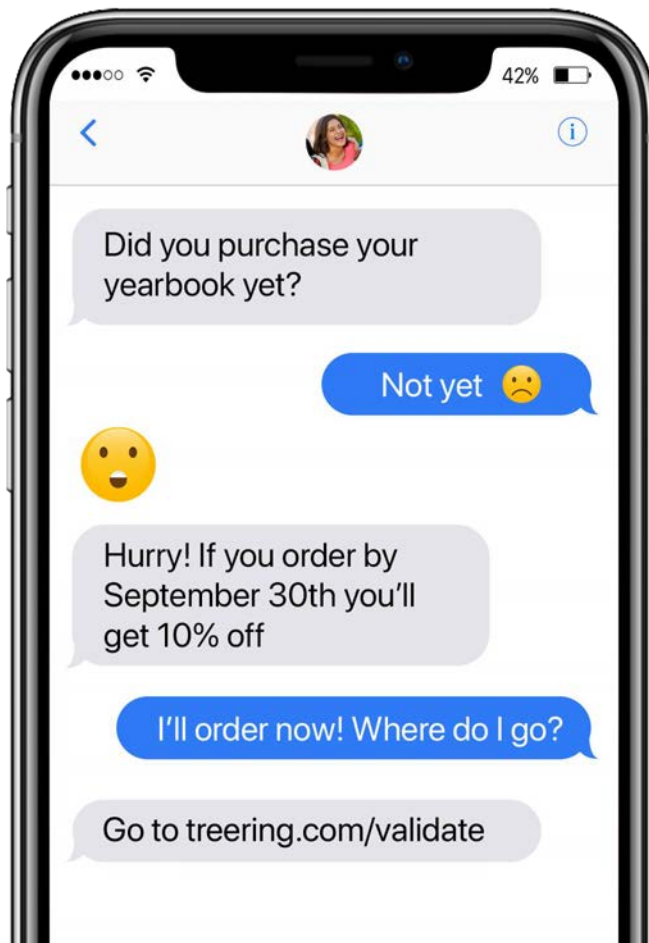 42%
Did you purchase your
yearbook yet?
Not yet ☹️
😮
Hurry! If you order by
September 30th you’ll
get 10% off
I’ll order now! Where do I go?
Go to treering.com/validate